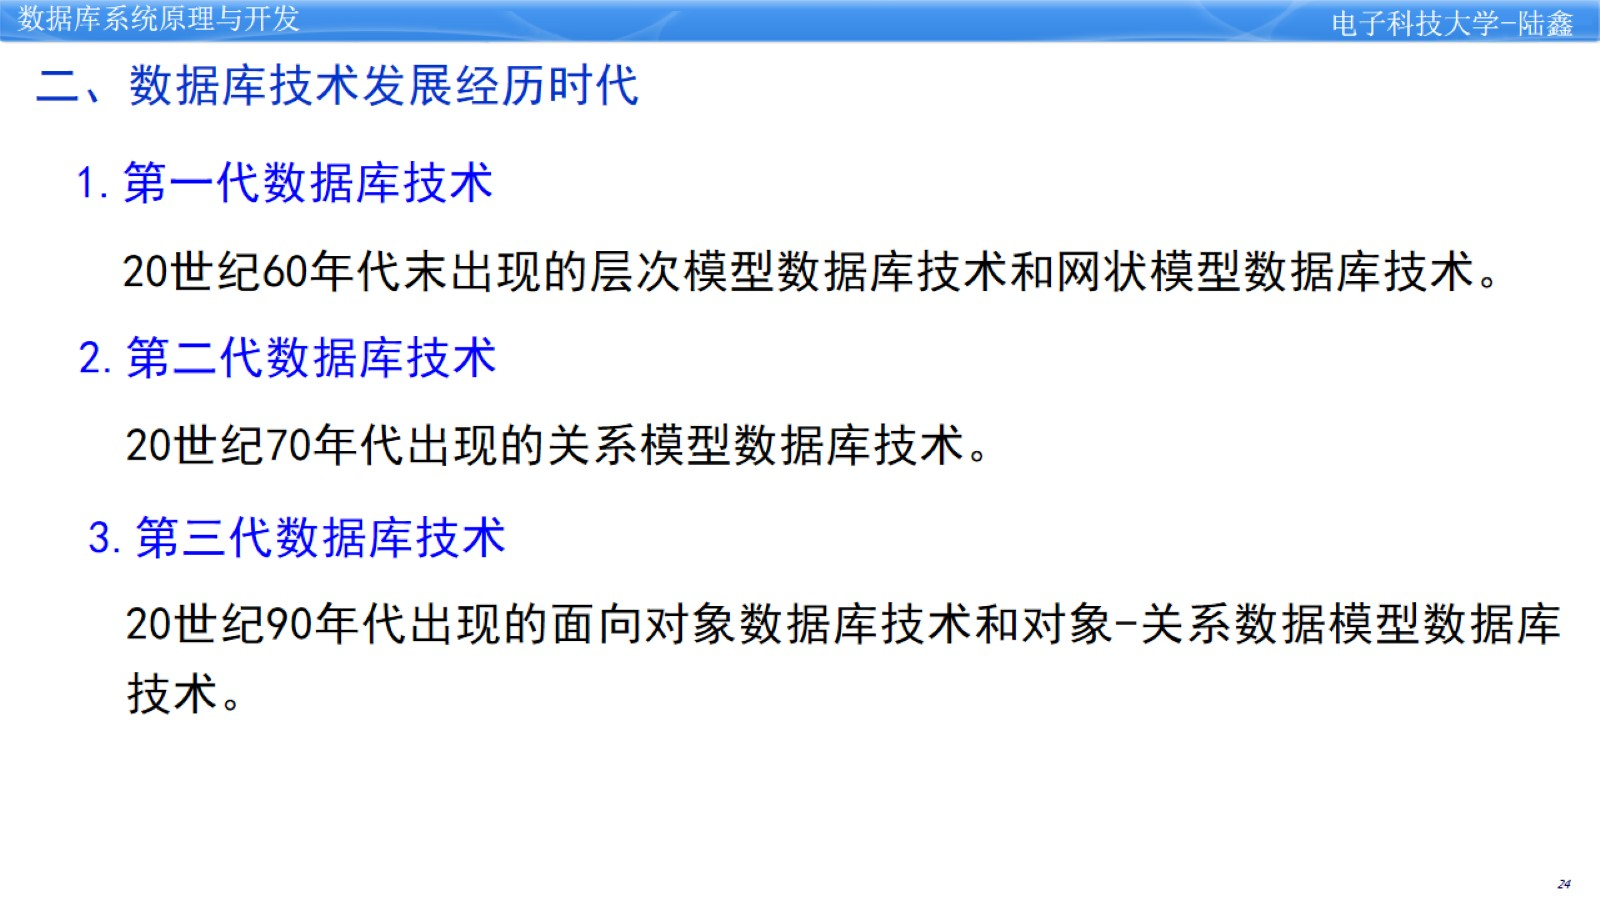 数据库系统原理与开发
电子科技大学-陆鑫
二、数据库技术发展经历时代
1.第一代数据库技术
20世纪60年代末出现的层次模型数据库技术和网状模型数据库技术。
2.第二代数据库技术
20世纪70年代出现的关系模型数据库技术。
3.第三代数据库技术
20世纪90年代出现的面向对象数据库技术和对象-关系数据模型数据库
技术。
24